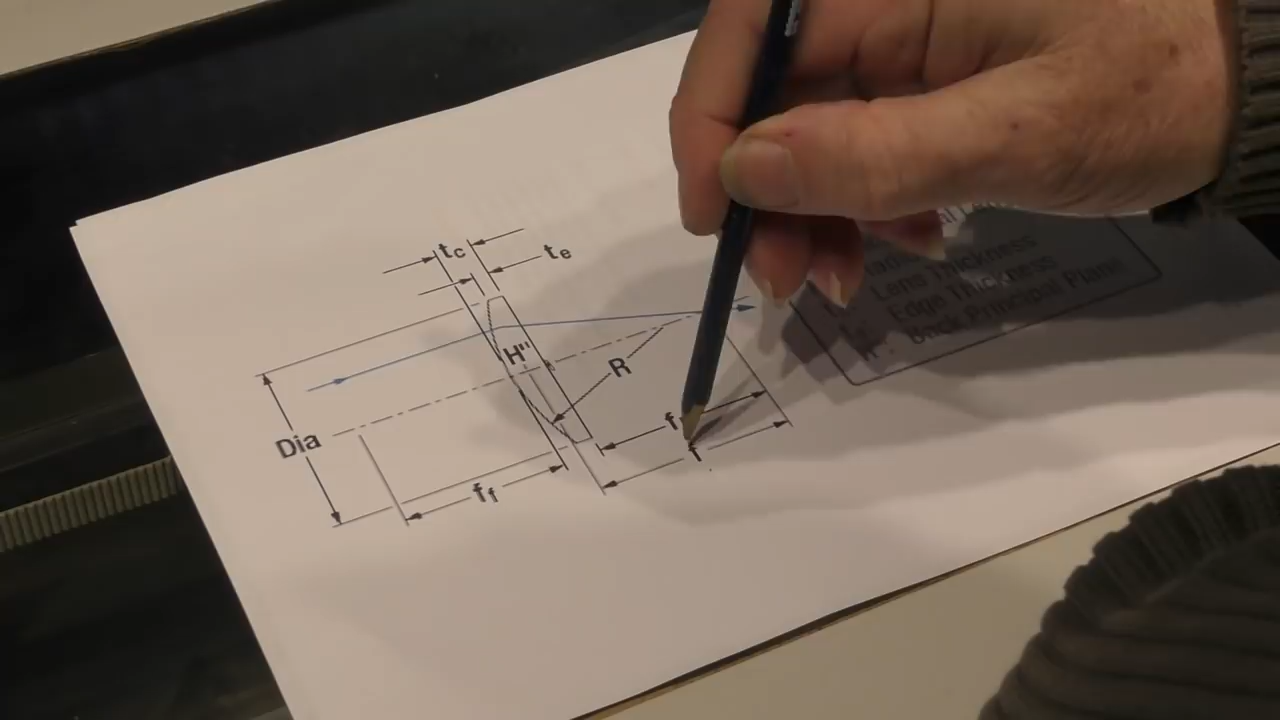 tc
te
H"
R
Dia
f
f
ff
Lens Thickness
Edge Thickness
H": Back Principal Plane